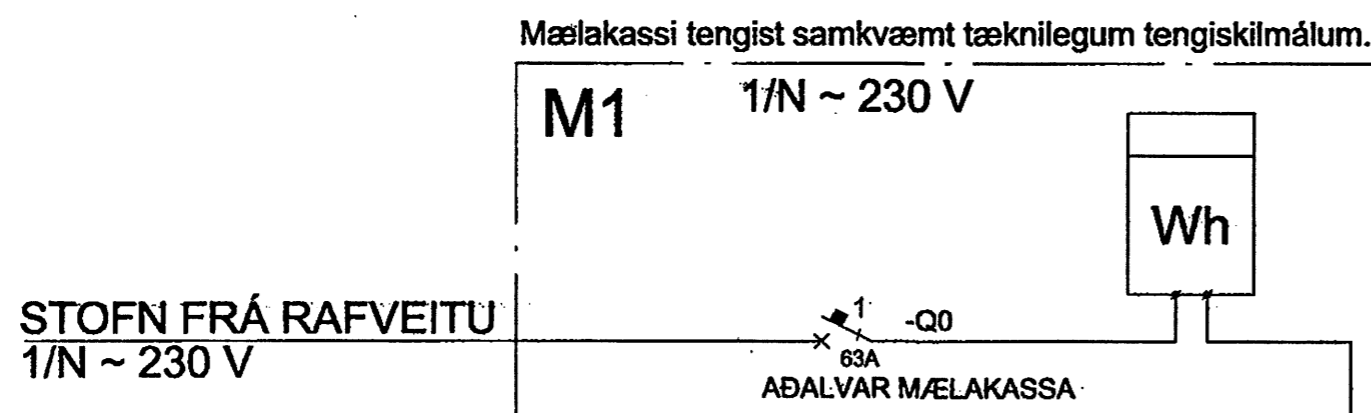 Mælakassi tengist samkvæmt tæknilegum tengiskilmálum.
M1
1/N ~ 230 V
Wh
STOFN FRÁ RAFVEITU
1/N ~ 230 V
1
-Q0
63A
AÐALVAR MÆLAKASSA